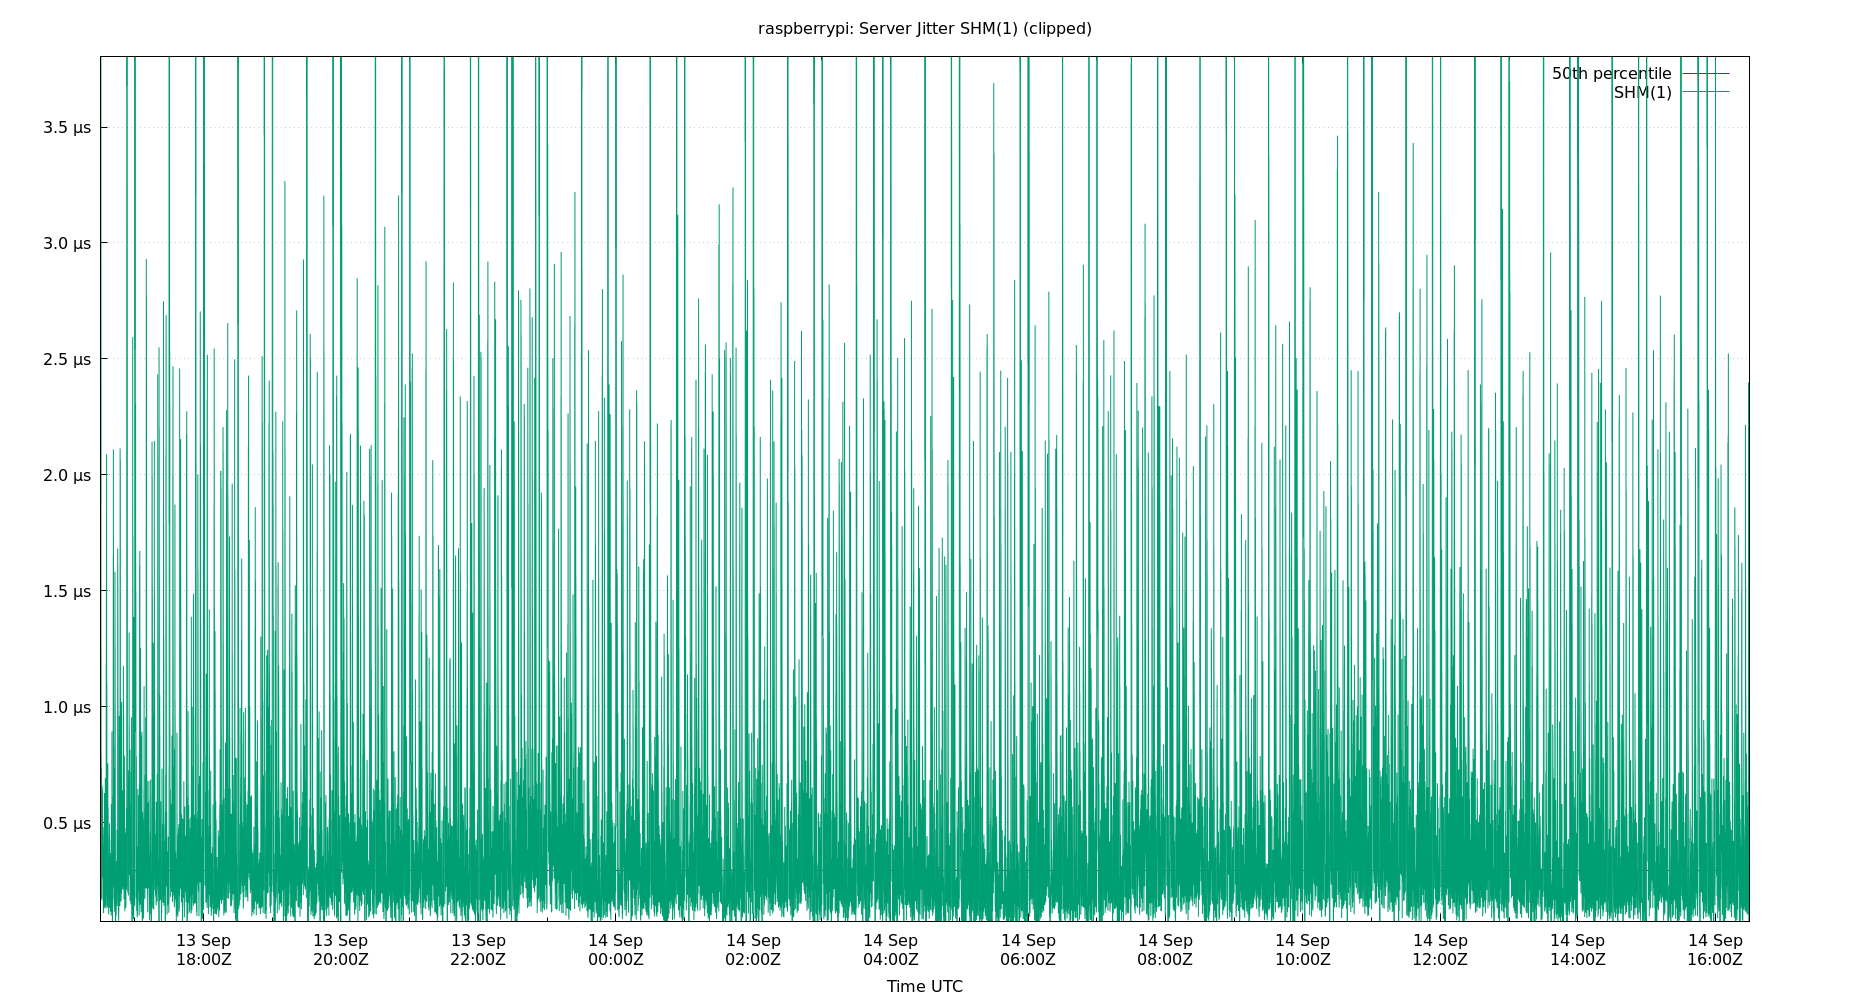 raspberrypi: Server Jitter SHM(1) (clipped)
50th percentile
SHM(1)
3.5 µs
3.0 µs
2.5 µs
2.0 µs
1.5 µs
1.0 µs
0.5 µs
13 Sep 13 Sep 13 Sep 14 Sep 14 Sep 14 Sep 14 Sep 14 Sep 14 Sep 14 Sep 14 Sep 14 Sep
18:00Z 20:00Z 22:00Z 00:00Z 02:00Z 04:00Z 06:00Z 08:00Z 10:00Z 12:00Z 14:00Z 16:00Z
Time UTC